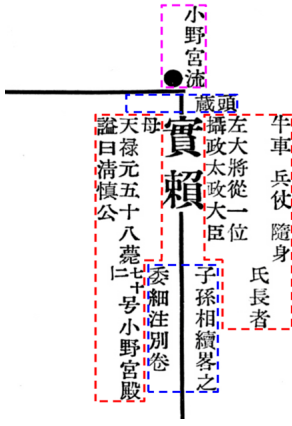 小野宮流
蔵頭
牛車 兵仗 隨身
氏長者
左大將從一位
攝政太政大臣
實賴
子孫相續畧之
委細注別卷
母
天祿元五十八薨七十二号小野宮殿
諡曰淸愼公